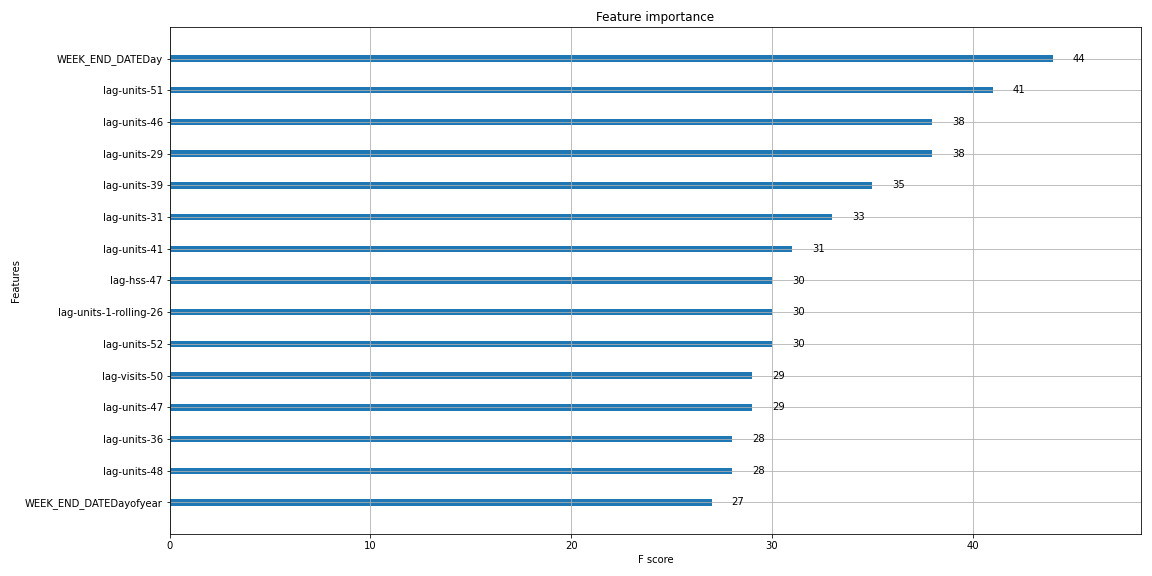 Feature importance
WEEK_END_DATEDay 44
lag-units-51 41
lag-units-46 38
lag-units-29 38
lag-units-39 35
lag-units-31 33
lag-units-41 31
lag-hss-47 30
lag-units-1-rolling-26 30
lag-units-52 30
lag-visits-50 29
lag-units-47 29
lag-units-36 28
lag-units-48 28
WEEK_END_DATEDayofyear 27
Features
0 10 20 30 40
F score